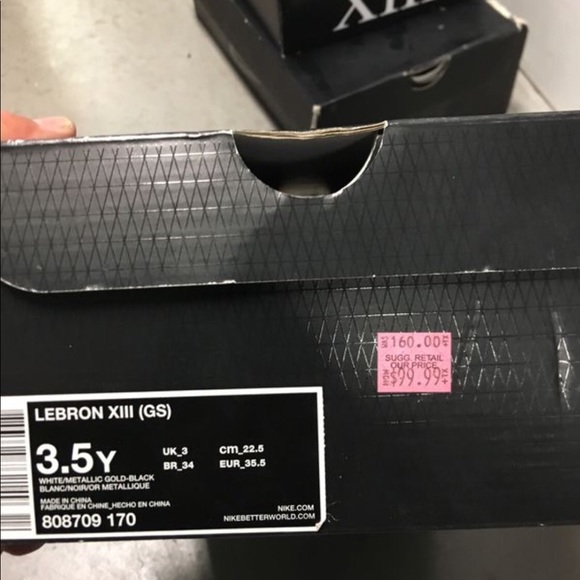 160.00
SUGG. RETAIL
OUR PRICE
$99.99
LEBRON XIII (GS)
3.5Y
UK_3 cm_22.5
BR_34 EUR_35.5
WHITE/METALLIC GOLD-BLACK
BLANC/NOIR/OR METALLIQUE
MADE IN CHINA
FABRIQUE EN CHINE_HECHO EN CHINA
808709 170
NIKE.COM
NIKEBETTERWORLD.COM